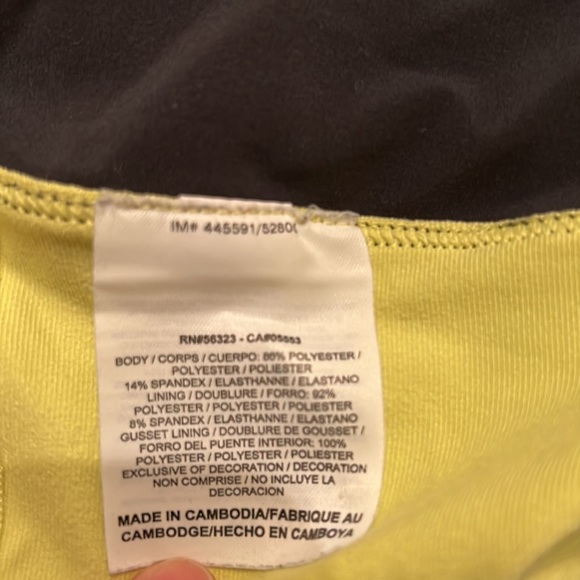 IM# 445591/52800
RN#56323 - CA#05553
BODY / CORPS / CUERPO: 86% POLYESTER /
POLYESTER / POLIESTER
14% SPANDEX / ELASTHANNE / ELASTANO
LINING / DOUBLURE / FORRO: 92%
POLYESTER / POLYESTER / POLIESTER
8% SPANDEX / ELASTHANNE / ELASTANO
GUSSET LINING / DOUBLURE DE GOUSSET /
FORRO DEL PUENTE INTERIOR: 100%
POLYESTER / POLYESTER / POLIESTER
EXCLUSIVE OF DECORATION / DECORATION
NON COMPRISE / NO INCLUYE LA
DECORACION
MADE IN CAMBODIA/FABRIQUE AU
CAMBODGE/HECHO EN CAMBOYA